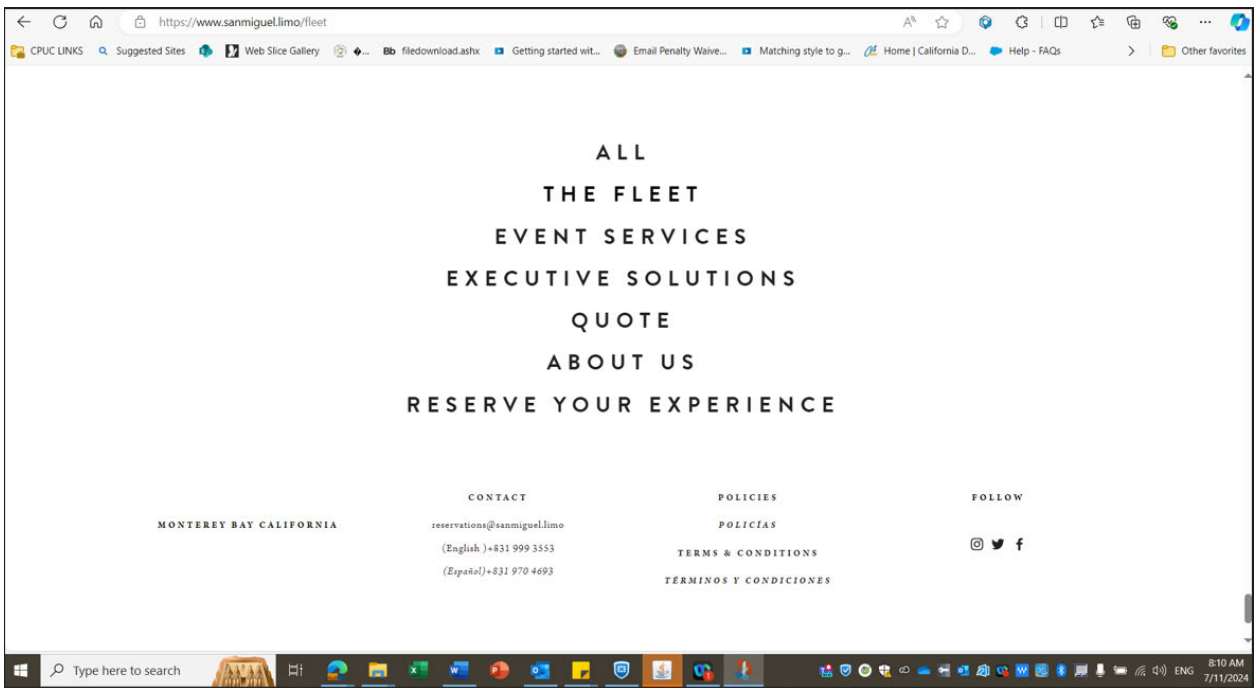 https://www.sanmiguel.limo/fleet
CPUC LINKS Suggested Sites Web Slice Gallery �... Bb filedownload.ashx Getting started wit... Email Penalty Waive... Matching style to g... Home | California D... Help - FAQs Other favorites
ALL
THE FLEET
EVENT SERVICES
EXECUTIVE SOLUTIONS
QUOTE
ABOUT US
RESERVE YOUR EXPERIENCE
CONTACT POLICIES FOLLOW
MONTEREY BAY CALIFORNIA reservations@sanmiguel.limo POLICÍAS
(English )+831 999 3553 TERMS & CONDITIONS
(Español)+831 970 4693 TÉRMINOS Y CONDICIONES
Type here to search ENG 8:10 AM
7/11/2024